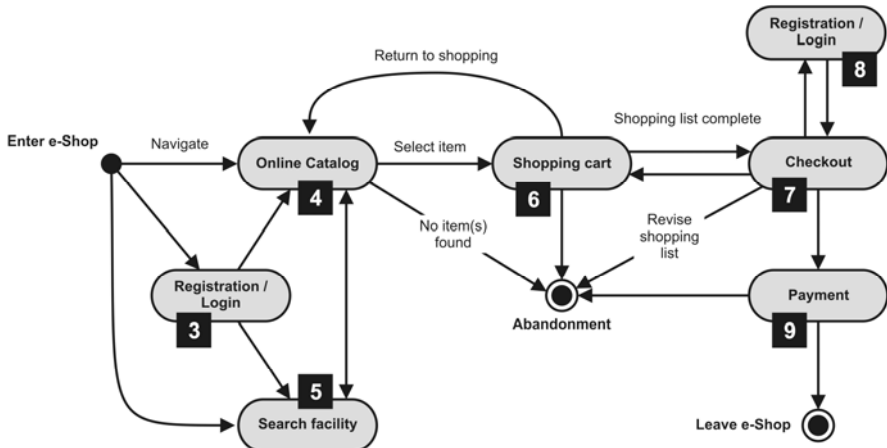 Registration /
Login
8
Return to shopping
Shopping list complete
Enter e-Shop
Navigate
Online Catalog
4
Select item
Shopping cart
6
Checkout
7
No item(s)
found
Revise
shopping
list
Registration /
Login
3
Abandonment
Payment
9
5
Search facility
Leave e-Shop